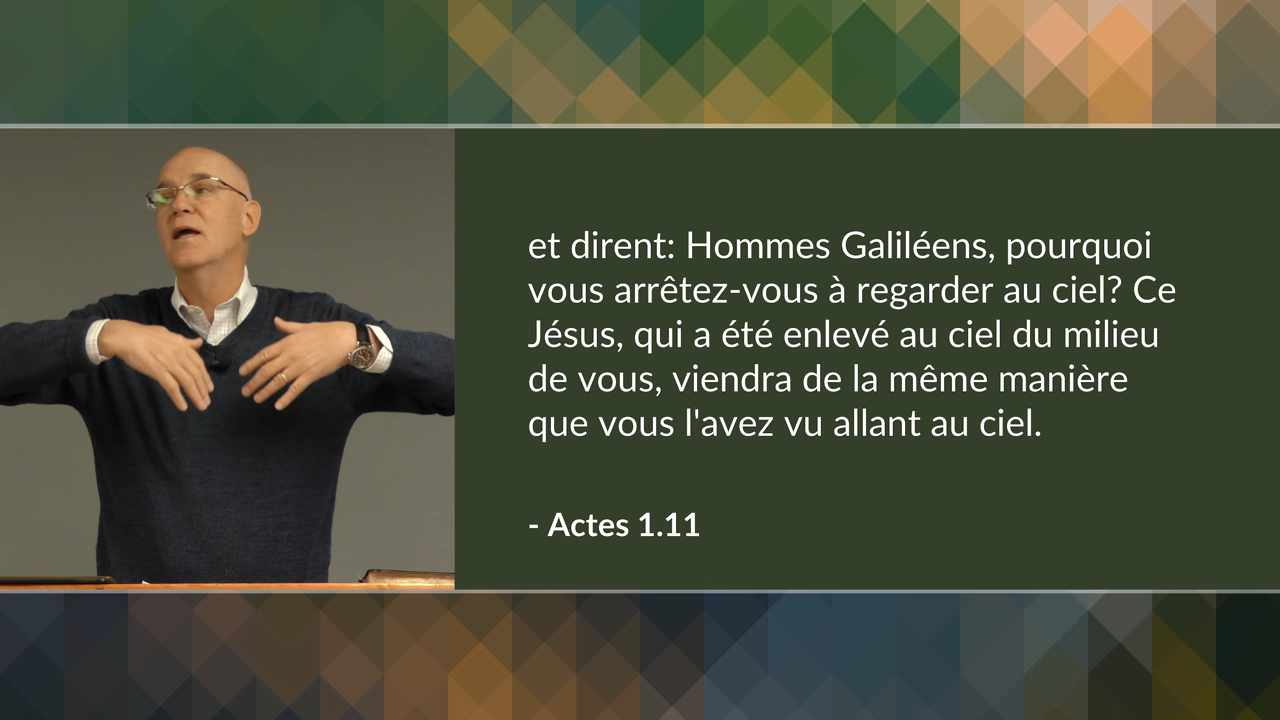 et dirent: Hommes Galiléens, pourquoi
vous arrêtez-vous à regarder au ciel? Ce
Jésus, qui a été enlevé au ciel du milieu
de vous, viendra de la même manière
que vous l'avez vu allant au ciel.
- Actes 1.11